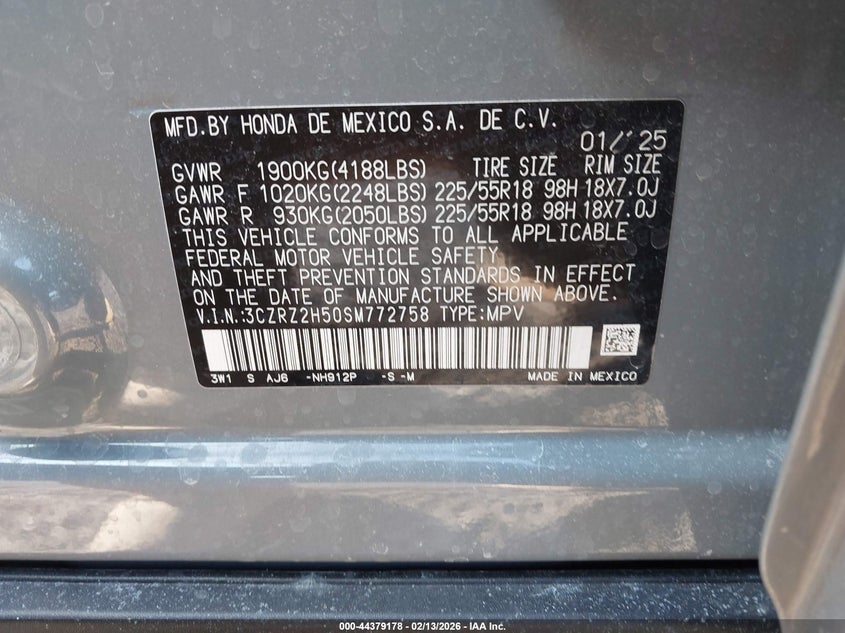 MFD.BY HONDA DE MEXICO S.A. DE C.V. 01/'25
GVWR 1900KG(4188LBS) TIRE SIZE RIM SIZE
GAWR F 1020KG(2248LBS) 225/55R18 98H 18X7.0J
GAWR R 930KG(2050LBS) 225/55R18 98H 18X7.0J
THIS VEHICLE CONFORMS TO ALL APPLICABLE
FEDERAL MOTOR VEHICLE SAFETY
AND THEFT PREVENTION STANDARDS IN EFFECT
ON THE DATE OF MANUFACTURE SHOWN ABOVE.
V.I.N.:3CZRZ2H50SM772758 TYPE:MPV
3W1 S AJ6 -NH912P -S -M MADE IN MEXICO
000-44379178 - 02/13/2026 - IAA Inc.